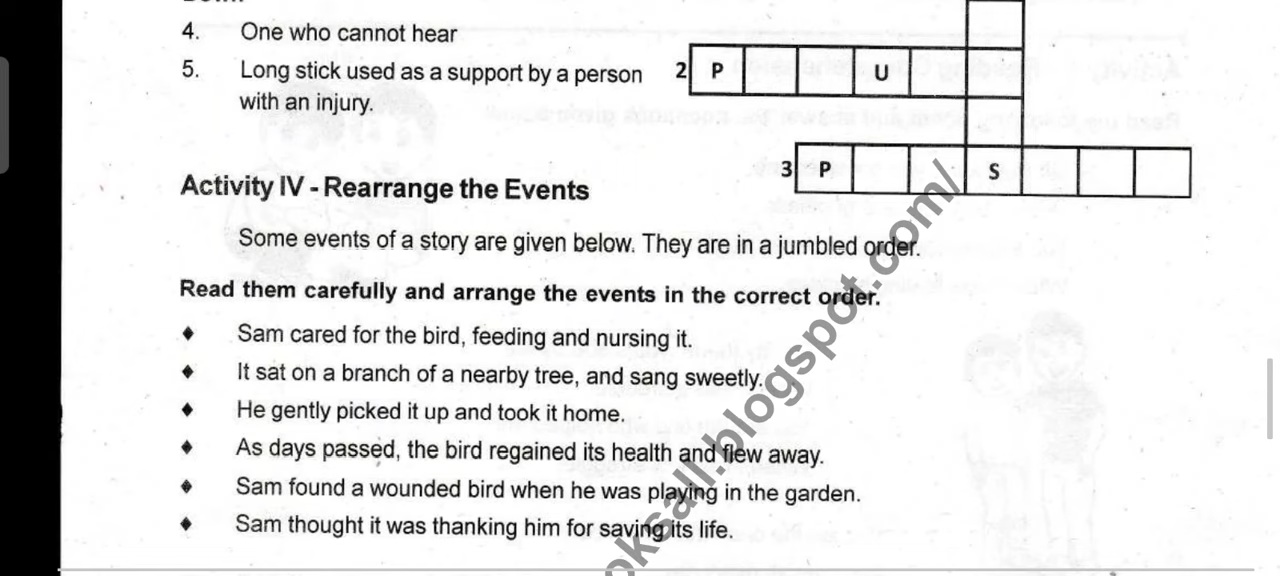 4. One who cannot hear
5. Long stick used as a support by a person
with an injury.
2 P U
3 P S
Activity IV - Rearrange the Events
Some events of a story are given below. They are in a jumbled order.
Read them carefully and arrange the events in the correct order.
♦ Sam cared for the bird, feeding and nursing it.
♦ It sat on a branch of a nearby tree, and sang sweetly.
♦ He gently picked it up and took it home.
♦ As days passed, the bird regained its health and flew away.
♦ Sam found a wounded bird when he was playing in the garden.
♦ Sam thought it was thanking him for saving its life.
oksall.blogspot.com/